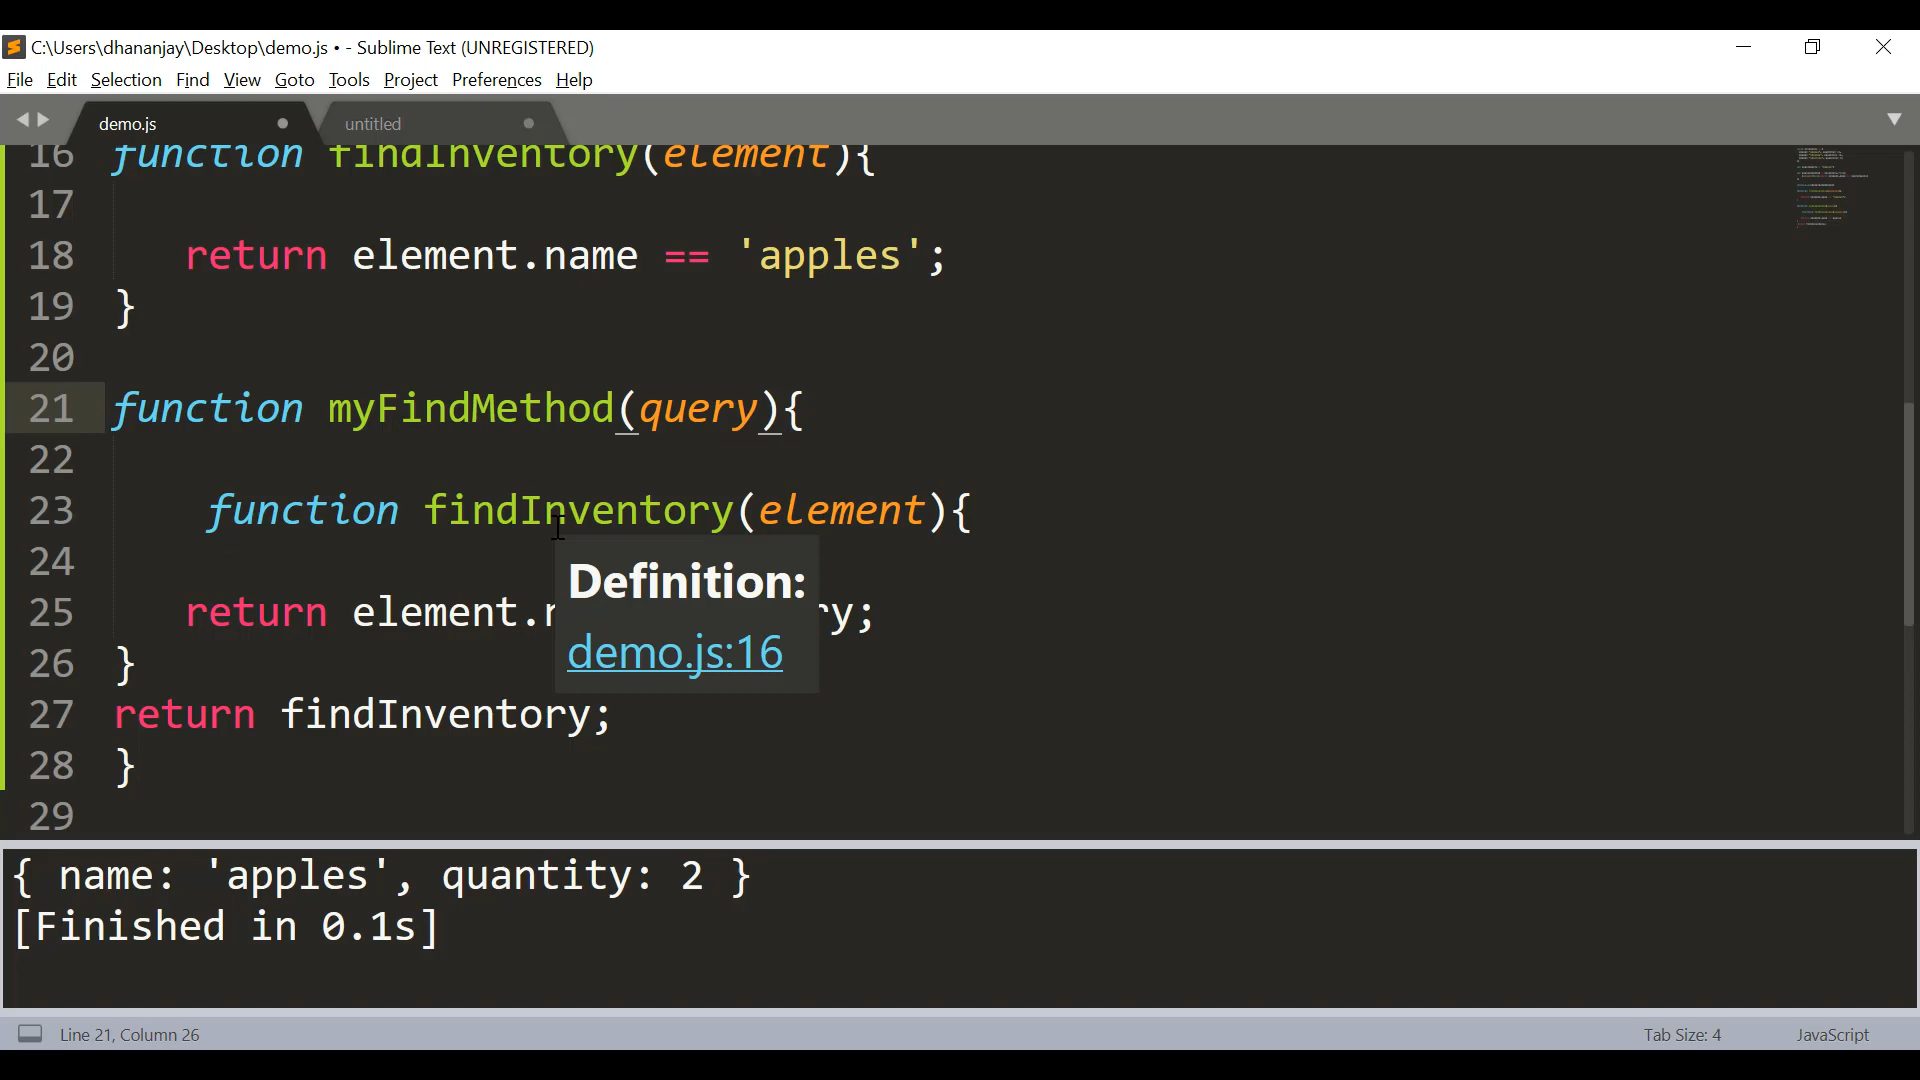 C:\Users\dhananjay\Desktop\demo.js • - Sublime Text (UNREGISTERED)
File Edit Selection Find View Goto Tools Project Preferences Help
demo.js untitled
16 function findInventory(element){
17
18 return element.name == 'apples';
19 }
20
21 function myFindMethod(query){
22
23 function findInventory(element){
24
Definition:
25 return element. ry;
demo.js:16
26 }
27 return findInventory;
28 }
29
{ name: 'apples', quantity: 2 }
[Finished in 0.1s]
Line 21, Column 26 Tab Size: 4 JavaScript